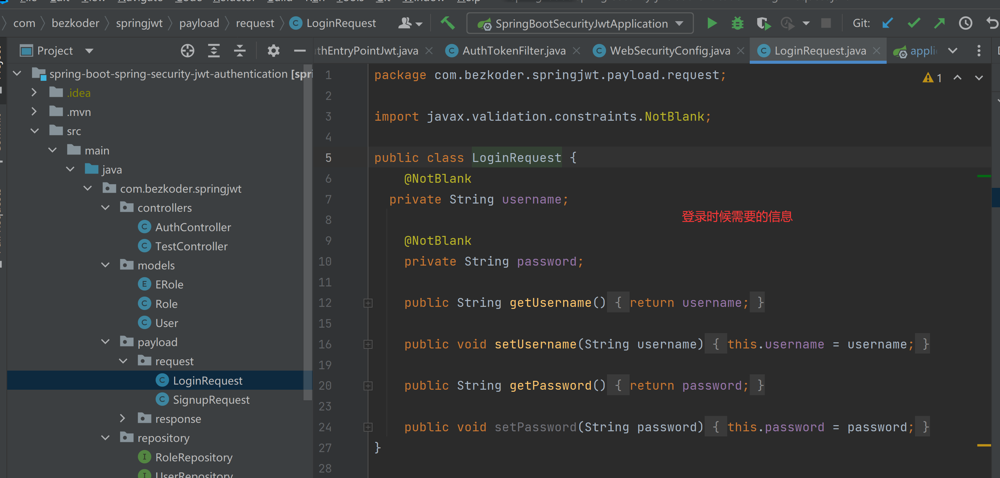 com bezkoder springjwt payload request LoginRequest SpringBootSecurityJwtApplication Git:
Project
thEntryPointJwt.java AuthTokenFilter.java WebSecurityConfig.java LoginRequest.java applic
spring-boot-spring-security-jwt-authentication [spri
.idea
.mvn
src
main
java
com.bezkoder.springjwt
controllers
AuthController
TestController
models
ERole
Role
User
payload
request
LoginRequest
SignupRequest
response
repository
RoleRepository
UserRepository
1 package com.bezkoder.springjwt.payload.request;
1
2
3 import javax.validation.constraints.NotBlank;
4
5 public class LoginRequest {
6 @NotBlank
7 private String username;
登录时候需要的信息
8
9 @NotBlank
10 private String password;
11
12 public String getUsername() { return username; }
15
16 public void setUsername(String username) { this.username = username; }
19
20 public String getPassword() { return password; }
23
24 public void setPassword(String password) { this.password = password; }
27 }
28